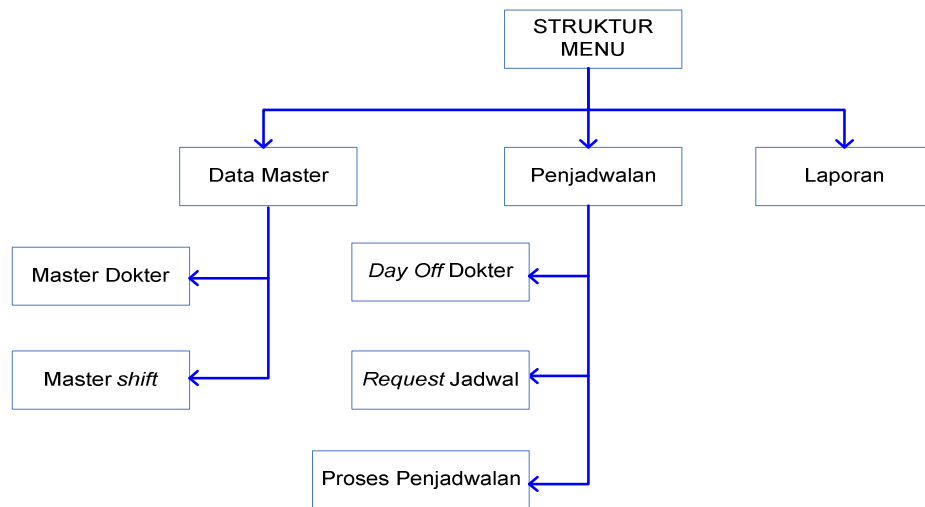 STRUKTUR
MENU
Data Master
Penjadwalan
Laporan
Master Dokter
Day Off Dokter
Master shift
Request Jadwal
Proses Penjadwalan